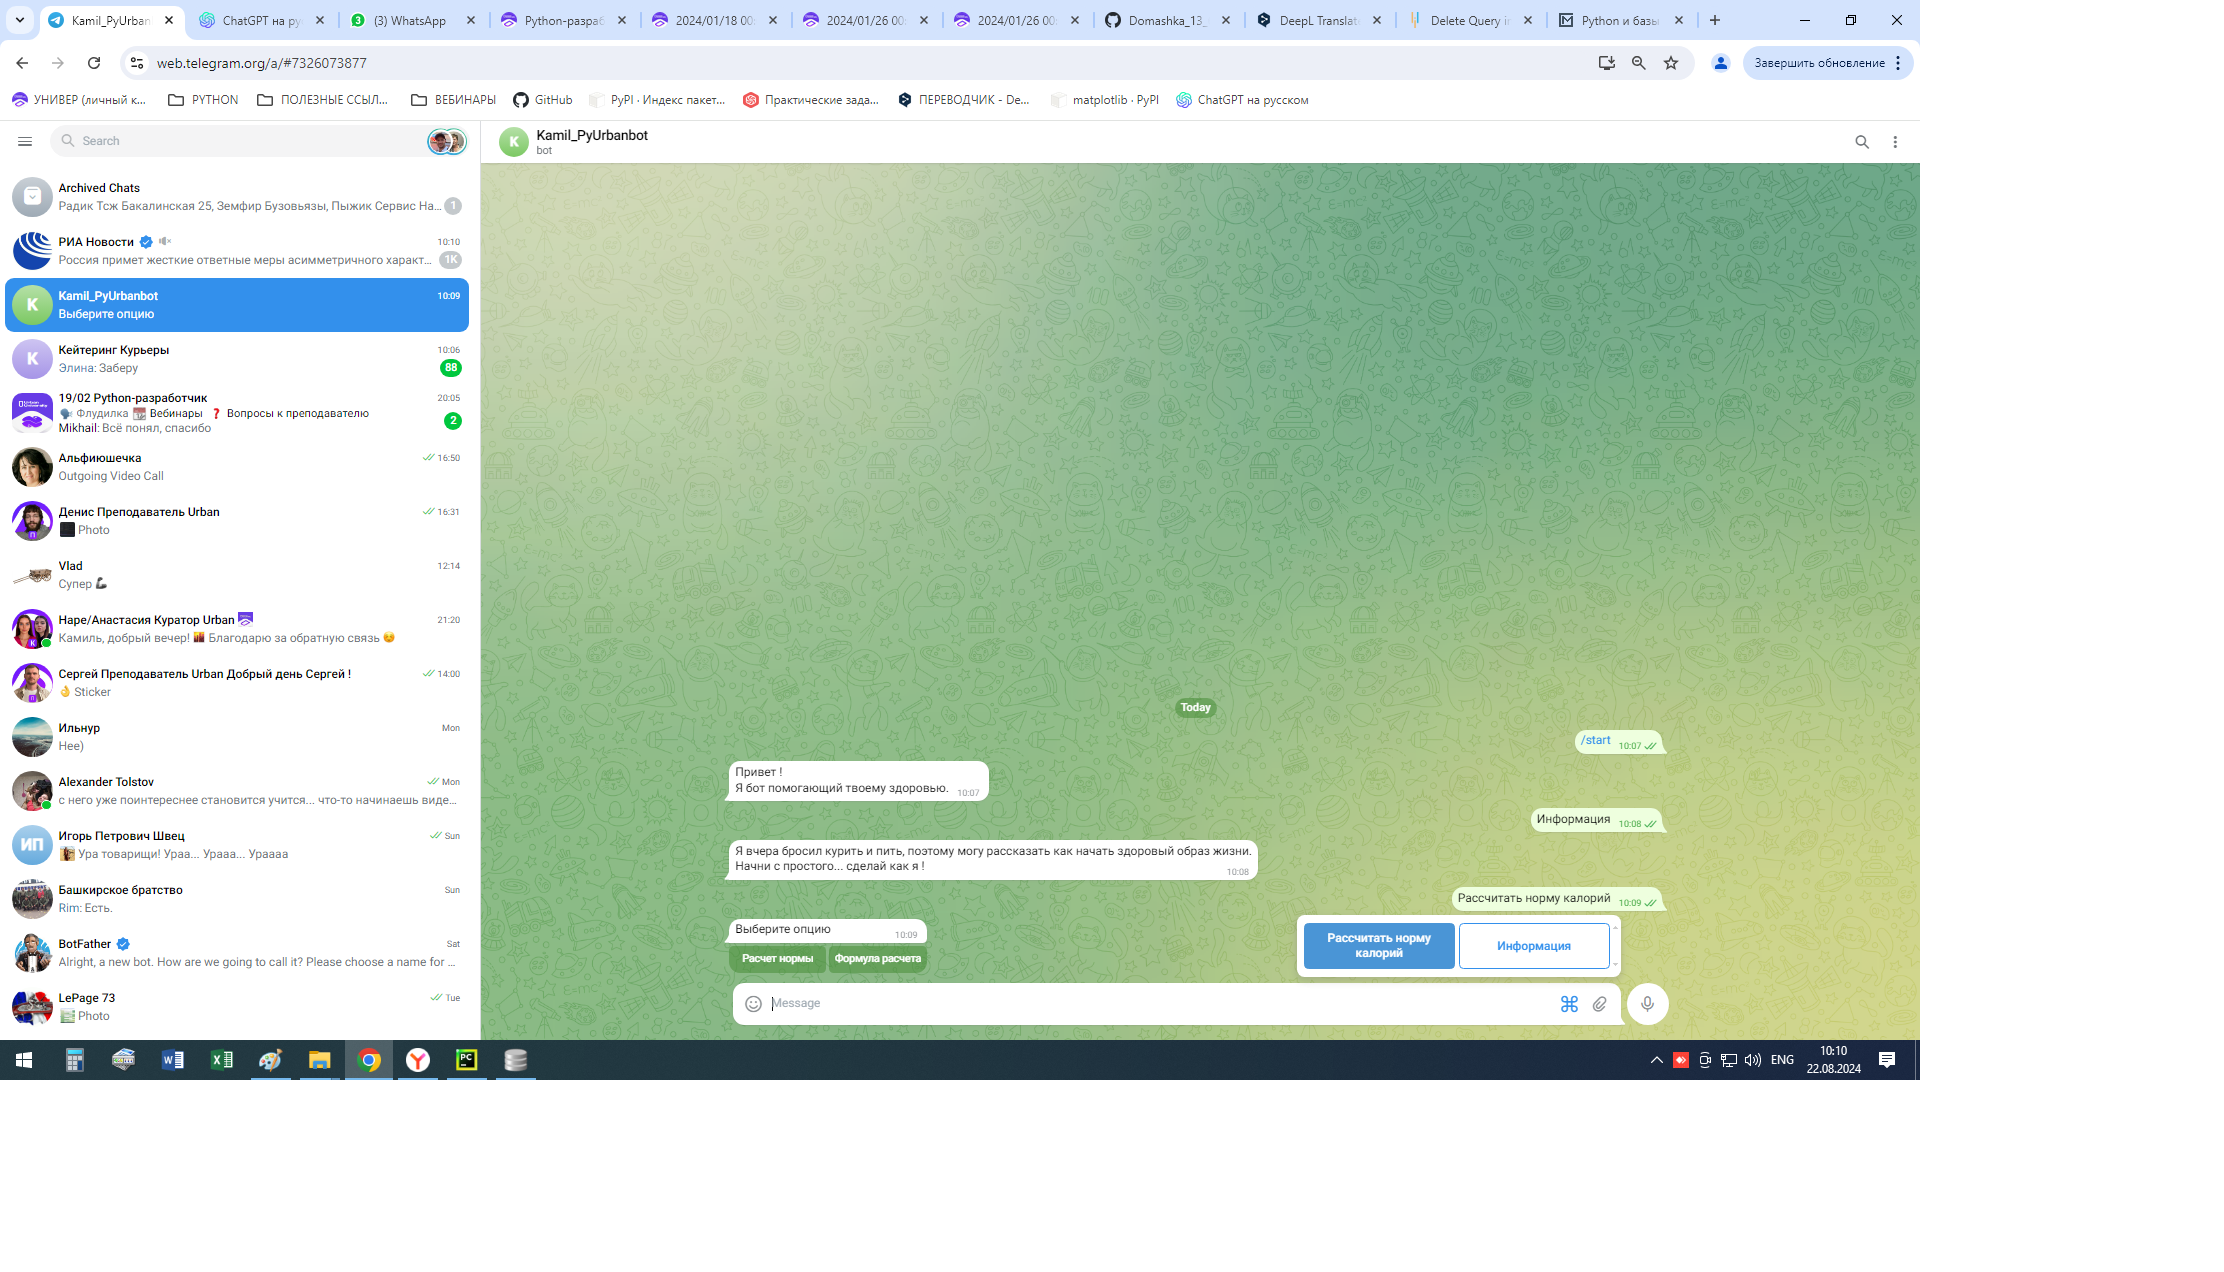 Kamil_PyUrban
ChatGPT на ру
(3) WhatsApp
Python-разраб
2024/01/18 00:
2024/01/26 00:
2024/01/26 00:
Domashka_13_
DeepL Translat
Delete Query in
Python и базы
web.telegram.org/a/#7326073877
Завершить обновление
УНИВЕР (личный к...
PYTHON
ПОЛЕЗНЫЕ ССЫЛ...
ВЕБИНАРЫ
GitHub
PyPI · Индекс пакет...
Практические зада...
ПЕРЕВОДЧИК - De...
matplotlib · PyPI
ChatGPT на русском
Search
Archived Chats
Радик Тсж Бакалинская 25, Земфир Бузовьязы, Пыжик Сервис На... 1
РИА Новости 10:10
Россия примет жесткие ответные меры асимметричного характ... 1K
Kamil_PyUrbanbot 10:09
Выберите опцию
Кейтеринг Курьеры 10:06
Элина: Заберу 88
19/02 Python-разработчик 20:05
Флудилка Вебинары Вопросы к преподавателю
Mikhail: Всё понял, спасибо 2
Альфиюшечка 16:50
Outgoing Video Call
Денис Преподаватель Urban 16:31
Photo
Vlad 12:14
Супер
Наре/Анастасия Куратор Urban 21:20
Камиль, добрый вечер! Благодарю за обратную связь
Сергей Преподаватель Urban Добрый день Сергей ! 14:00
Sticker
Ильнур Mon
Нее)
Alexander Tolstov Mon
с него уже поинтереснее становится учится... что-то начинаешь виде...
ИП
Игорь Петрович Швец Sun
Ура товарищи! Ураа... Урааа... Ураааа
Башкирское братство Sun
Rim: Есть.
BotFather Sat
Alright, a new bot. How are we going to call it? Please choose a name for ...
LePage 73 Tue
Photo
K
Kamil_PyUrbanbot
bot
Today
/start 10:07
Привет !
Я бот помогающий твоему здоровью. 10:07
Информация 10:08
Я вчера бросил курить и пить, поэтому могу рассказать как начать здоровый образ жизни.
Начни с простого... сделай как я ! 10:08
Рассчитать норму калорий 10:09
Выберите опцию 10:09
Расчет нормы
Формула расчета
Рассчитать норму
калорий
Информация
Message
ENG
10:10
22.08.2024